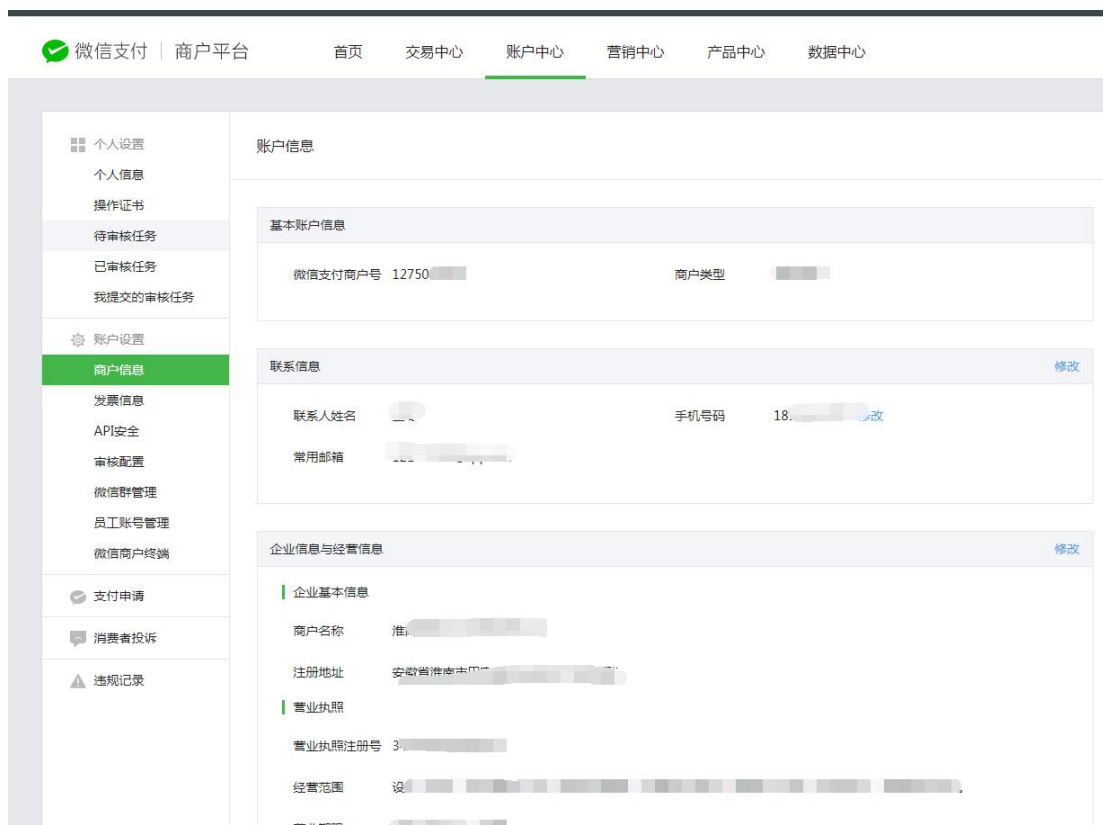 微信支付 | 商户平台
首页 交易中心 账户中心 营销中心 产品中心 数据中心
个人设置
个人信息
操作证书
待审核任务
已审核任务
我提交的审核任务
账户设置
商户信息
发票信息
API安全
审核配置
微信群管理
员工账号管理
微信商户终端
支付申请
消费者投诉
违规记录
账户信息
基本账户信息
微信支付商户号 12750 商户类型
联系信息 修改
联系人姓名 手机号码 18 修改
常用邮箱
企业信息与经营信息 修改
企业基本信息
商户名称 淮
注册地址 安徽省淮南市
营业执照
营业执照注册号 3
经营范围 设